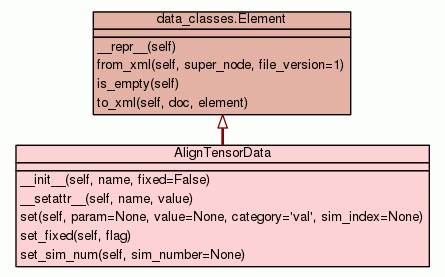 data_classes.Element
__repr__(self)
from_xml(self, super_node, file_version=1)
is_empty(self)
to_xml(self, doc, element)
AlignTensorData
__init__(self, name, fixed=False)
__setattr__(self, name, value)
set(self, param=None, value=None, category='val', sim_index=None)
set_fixed(self, flag)
set_sim_num(self, sim_number=None)